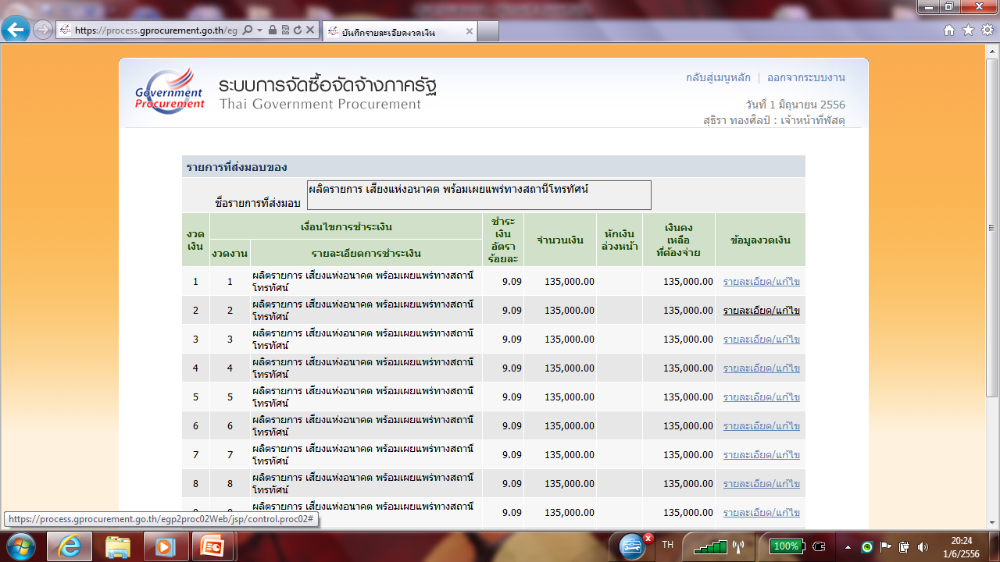 https://process.gprocurement.go.th/eg
บันทึกรายละเอียดงวดเงิน
Government
Procurement
ระบบการจัดซื้อจัดจ้างภาครัฐ
Thai Government Procurement
กลับสู่เมนูหลัก | ออกจากระบบงาน
วันที่ 1 มิถุนายน 2556
สุธิรา ทองศิลป์ : เจ้าหน้าที่พัสดุ
รายการที่ส่งมอบของ
ชื่อรายการที่ส่งมอบ
ผลิตรายการ เสียงแห่งอนาคต พร้อมเผยแพร่ทางสถานีโทรทัศน์
งวด
เงิน
เงื่อนไขการชำระเงิน
งวดงาน
รายละเอียดการชำระเงิน
ชำระ
เงิน
อัตรา
ร้อยละ
จำนวนเงิน
หักเงิน
ล่วงหน้า
เงินคง
เหลือ
ที่ต้องจ่าย
ข้อมูลงวดเงิน
1 1 ผลิตรายการ เสียงแห่งอนาคต พร้อมเผยแพร่ทางสถานี
โทรทัศน์ 9.09 135,000.00 135,000.00 รายละเอียด/แก้ไข
2 2 ผลิตรายการ เสียงแห่งอนาคต พร้อมเผยแพร่ทางสถานี
โทรทัศน์ 9.09 135,000.00 135,000.00 รายละเอียด/แก้ไข
3 3 ผลิตรายการ เสียงแห่งอนาคต พร้อมเผยแพร่ทางสถานี
โทรทัศน์ 9.09 135,000.00 135,000.00 รายละเอียด/แก้ไข
4 4 ผลิตรายการ เสียงแห่งอนาคต พร้อมเผยแพร่ทางสถานี
โทรทัศน์ 9.09 135,000.00 135,000.00 รายละเอียด/แก้ไข
5 5 ผลิตรายการ เสียงแห่งอนาคต พร้อมเผยแพร่ทางสถานี
โทรทัศน์ 9.09 135,000.00 135,000.00 รายละเอียด/แก้ไข
6 6 ผลิตรายการ เสียงแห่งอนาคต พร้อมเผยแพร่ทางสถานี
โทรทัศน์ 9.09 135,000.00 135,000.00 รายละเอียด/แก้ไข
7 7 ผลิตรายการ เสียงแห่งอนาคต พร้อมเผยแพร่ทางสถานี
โทรทัศน์ 9.09 135,000.00 135,000.00 รายละเอียด/แก้ไข
8 8 ผลิตรายการ เสียงแห่งอนาคต พร้อมเผยแพร่ทางสถานี
โทรทัศน์ 9.09 135,000.00 135,000.00 รายละเอียด/แก้ไข
ผลิตรายการ เสียงแห่งอนาคต พร้อมเผยแพร่ทางสถานี
9.09 135,000.00 135,000.00 รายละเอียด/แก้ไข
https://process.gprocurement.go.th/egp2proc02Web/jsp/control.proc02#
TH
100%
20:24
1/6/2556